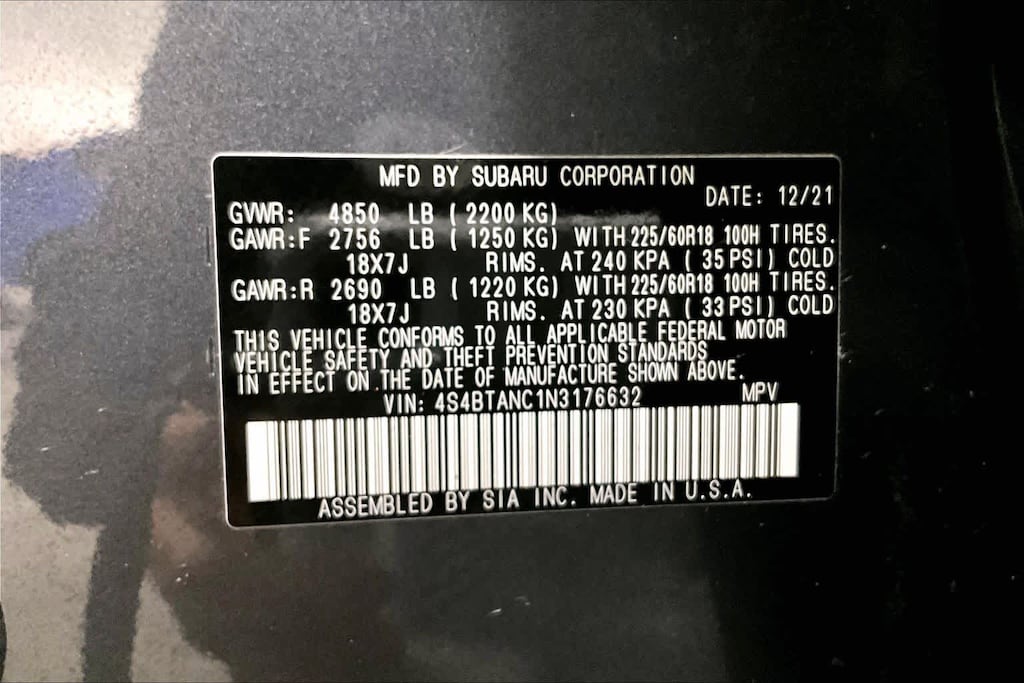 MFD BY SUBARU CORPORATION
DATE: 12/21
GVWR: 4850 LB ( 2200 KG)
GAWR:F 2756 LB ( 1250 KG) WITH 225/60R18 100H TIRES.
18X7J RIMS. AT 240 KPA ( 35 PSI ) COLD
GAWR:R 2690 LB ( 1220 KG) WITH 225/60R18 100H TIRES.
18X7J RIMS. AT 230 KPA ( 33 PSI ) COLD
THIS VEHICLE CONFORMS TO ALL APPLICABLE FEDERAL MOTOR
VEHICLE SAFETY AND THEFT PREVENTION STANDARDS
IN EFFECT ON THE DATE OF MANUFACTURE SHOWN ABOVE.
VIN: 4S4BTANC1N3176632 MPV
ASSEMBLED BY SIA INC. MADE IN U.S.A.